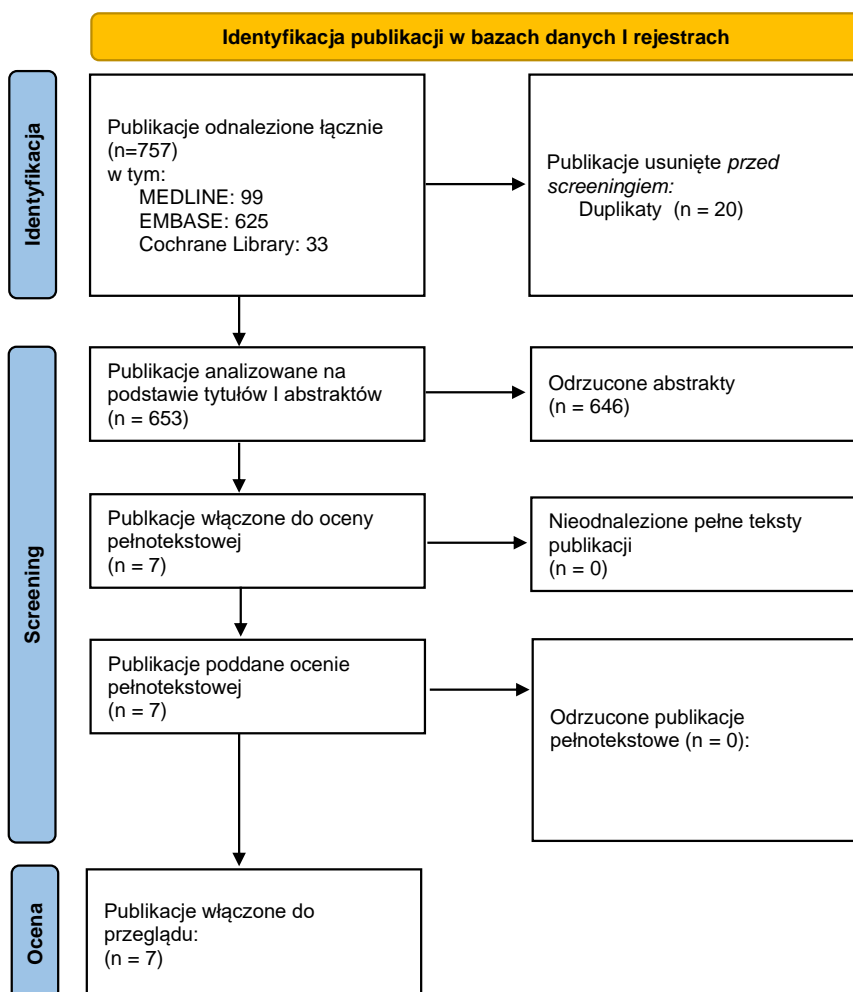 Identyfikacja publikacji w bazach danych I rejestrach
Identyfikacja
Publikacje odnalezione łącznie
(n=757)
w tym:
MEDLINE: 99
EMBASE: 625
Cochrane Library: 33
Publikacje usunięte przed
screeningiem:
Duplikaty (n = 20)
Screening
Publikacje analizowane na
podstawie tytułów I abstraktów
(n = 653)
Odrzucone abstrakty
(n = 646)
Publkacje włączone do oceny
pełnotekstowej
(n = 7)
Nieodnalezione pełne teksty
publikacji
(n = 0)
Publikacje poddane ocenie
pełnotekstowej
(n = 7)
Odrzucone publikacje
pełnotekstowe (n = 0):
Ocena
Publikacje włączone do
przeglądu:
(n = 7)